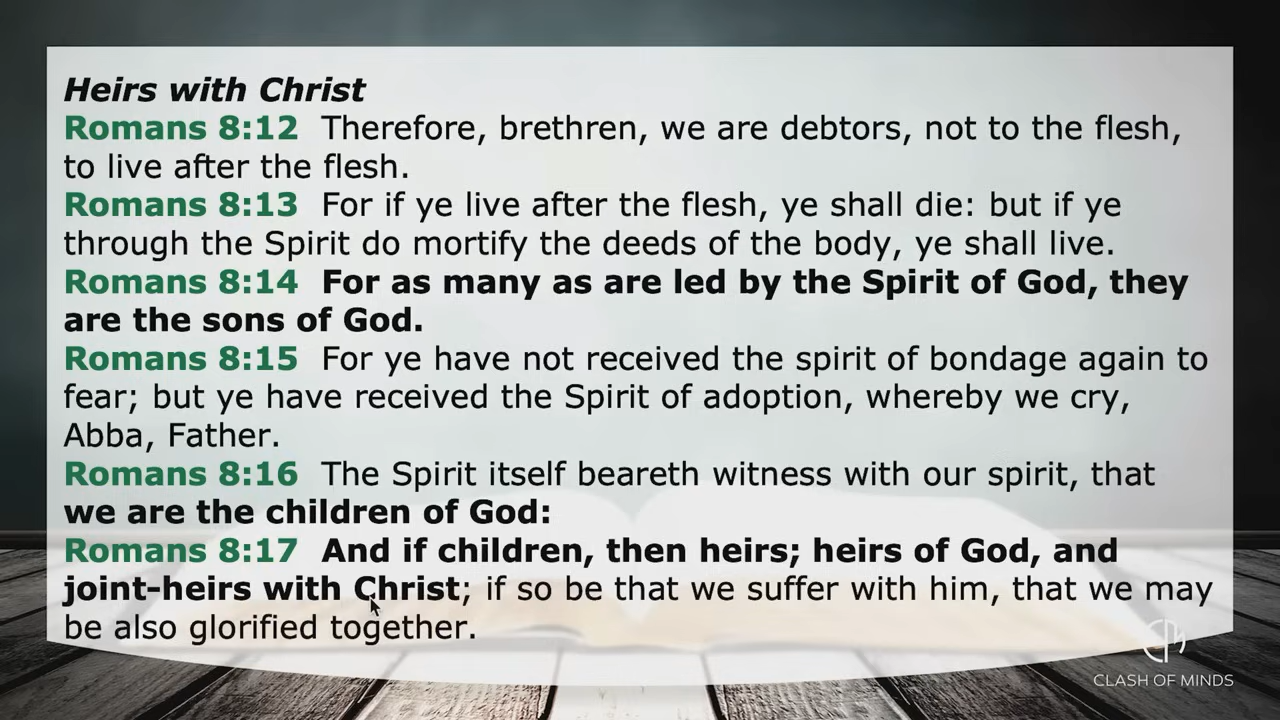 Heirs with Christ
Romans 8:12 Therefore, brethren, we are debtors, not to the flesh,
to live after the flesh.
Romans 8:13 For if ye live after the flesh, ye shall die: but if ye
through the Spirit do mortify the deeds of the body, ye shall live.
Romans 8:14 For as many as are led by the Spirit of God, they
are the sons of God.
Romans 8:15 For ye have not received the spirit of bondage again to
fear; but ye have received the Spirit of adoption, whereby we cry,
Abba, Father.
Romans 8:16 The Spirit itself beareth witness with our spirit, that
we are the children of God:
Romans 8:17 And if children, then heirs; heirs of God, and
joint-heirs with Christ; if so be that we suffer with him, that we may
be also glorified together.
CLASH OF MINDS